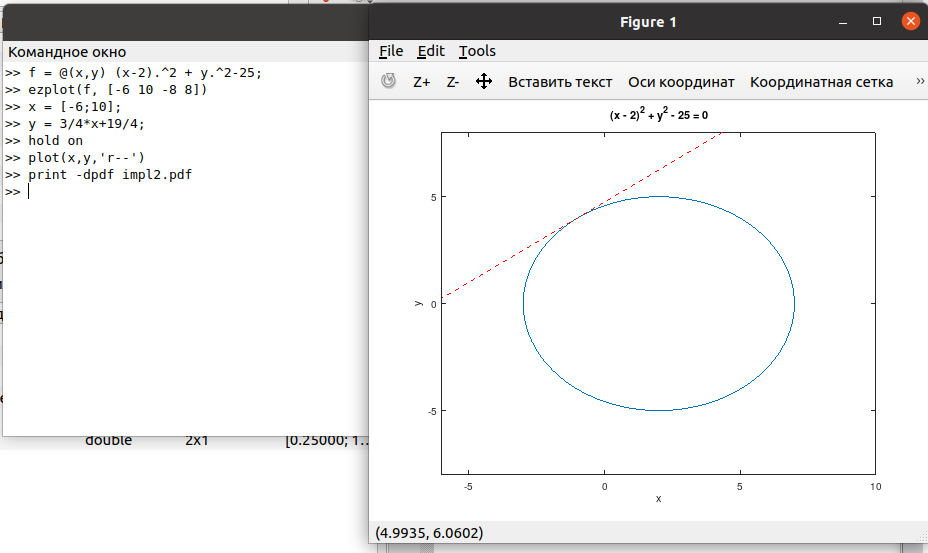 Figure 1
Командное окно
File Edit Tools
>> f = @(x,y) (x-2).^2 + y.^2-25;
>> ezplot(f, [-6 10 -8 8])
>> x = [-6;10];
>> y = 3/4*x+19/4;
>> hold on
>> plot(x,y,'r--')
>> print -dpdf impl2.pdf
>>
Z+ Z- Вставить текст Оси координат Координатная сетка »
(x - 2)² + y² - 25 = 0
5
0
-5
y
-5 0 5 10
x
double 2x1 [0.25000; 1..
(4.9935, 6.0602)